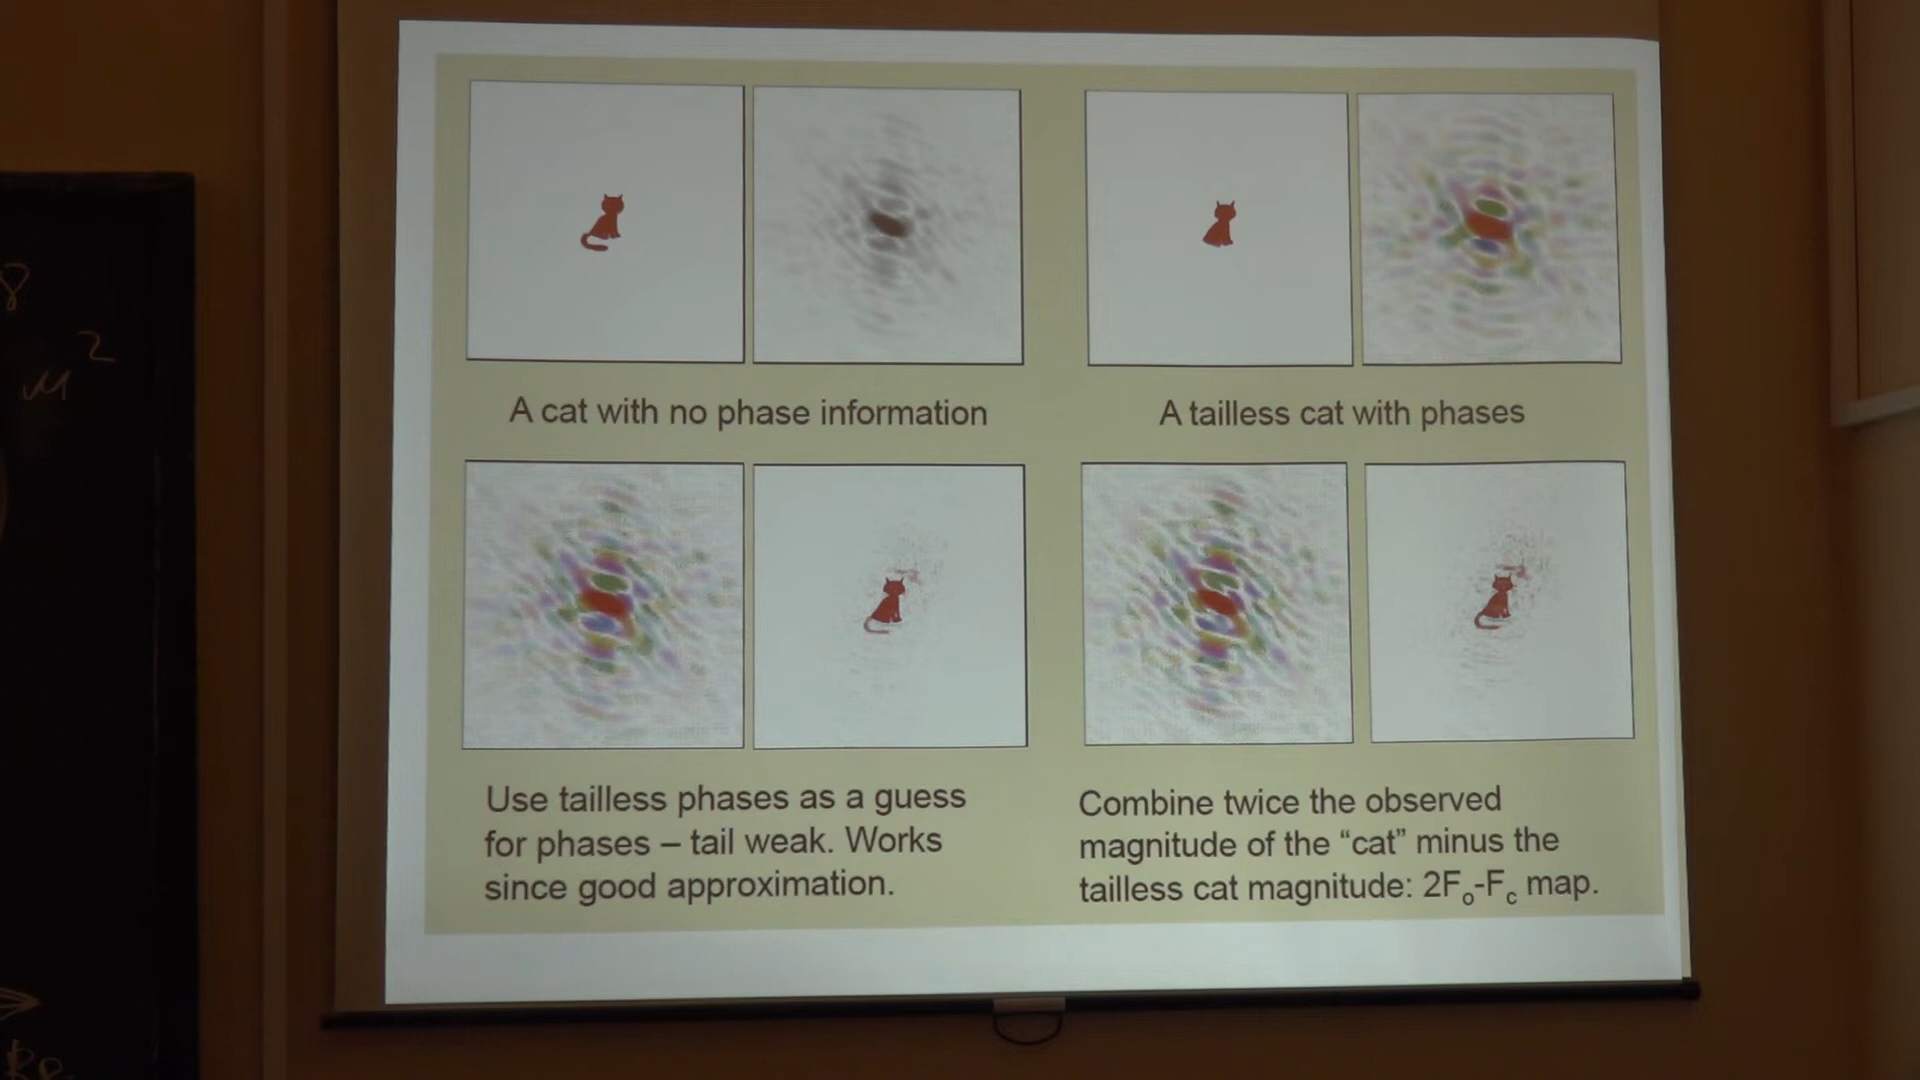 A cat with no phase information
A tailless cat with phases
Use tailless phases as a guess
for phases – tail weak. Works
since good approximation.
Combine twice the observed
magnitude of the “cat” minus the
tailless cat magnitude: 2Fo-Fc map.